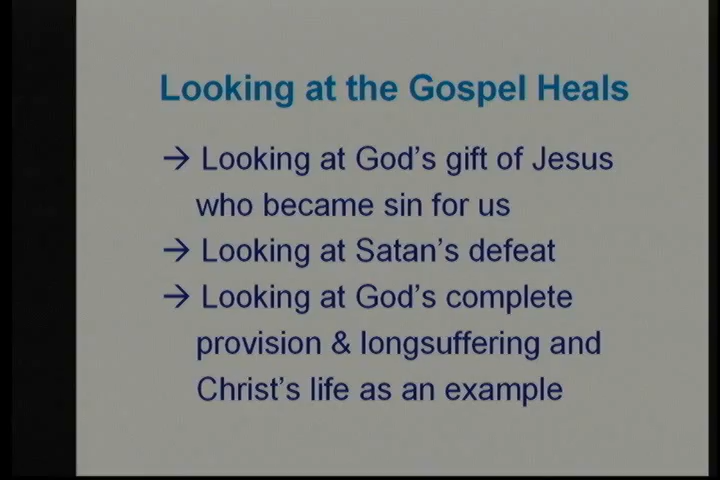 Looking at the Gospel Heals
→ Looking at God's gift of Jesus
who became sin for us
→ Looking at Satan's defeat
→ Looking at God's complete
provision & longsuffering and
Christ's life as an example